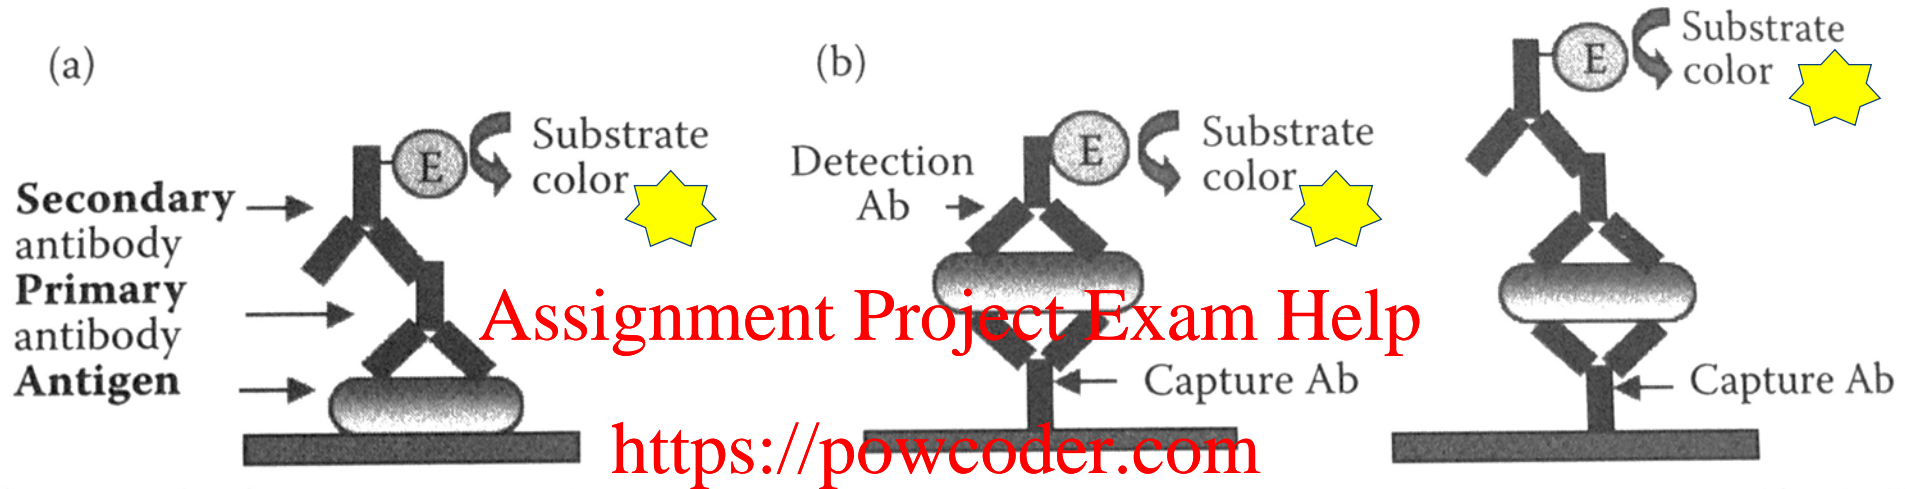 (a)
E
Substrate
color
Secondary
antibody
Primary
antibody
Antigen
(b)
E
Substrate
color
Detection
Ab
Capture Ab
E
Substrate
color
Capture Ab
Assignment Project Exam Help
https://powcoder.com